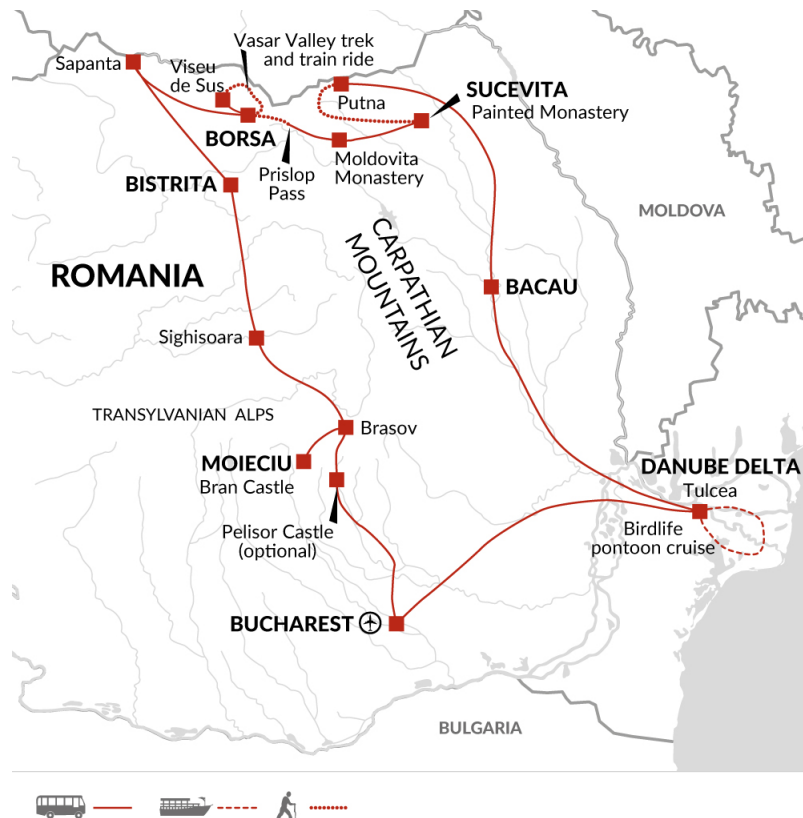 Vasar Valley trek
and train ride
Sapanta
Viseu
de Sus
Putna
SUCEVITA
Painted Monastery
BORSA
Prislop
Pass
Moldovita
Monastery
BISTRITA
MOLDOVA
CARPATHIAN
MOUNTAINS
ROMANIA
BACAU
Sighisoara
TRANSYLVANIAN ALPS
Brasov
MOIECIU
Bran Castle
DANUBE DELTA
Tulcea
Pelisor Castle
(optional)
Birdlife
pontoon cruise
BUCHAREST
BULGARIA